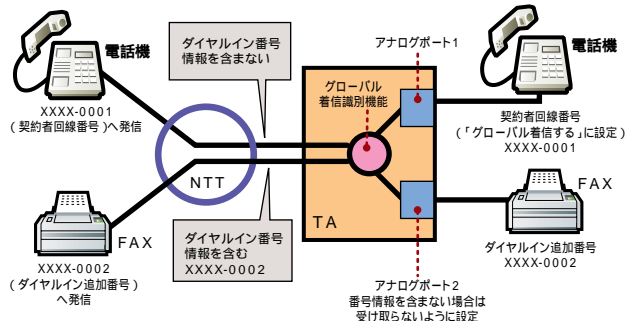 電話機
XXXX-0001
(契約者回線番号)へ発信
ダイヤルイン番号
情報を含まない
NTT
FAX
XXXX-0002
(ダイヤルイン追加番号)
へ発信
ダイヤルイン番号
情報を含む
XXXX-0002
グローバル
着信識別機能
TA
アナログポート1
アナログポート2
番号情報を含まない場合は
受け取らないように設定
電話機
契約者回線番号
(「グローバル着信する」に設定)
XXXX-0001
FAX
ダイヤルイン追加番号
XXXX-0002